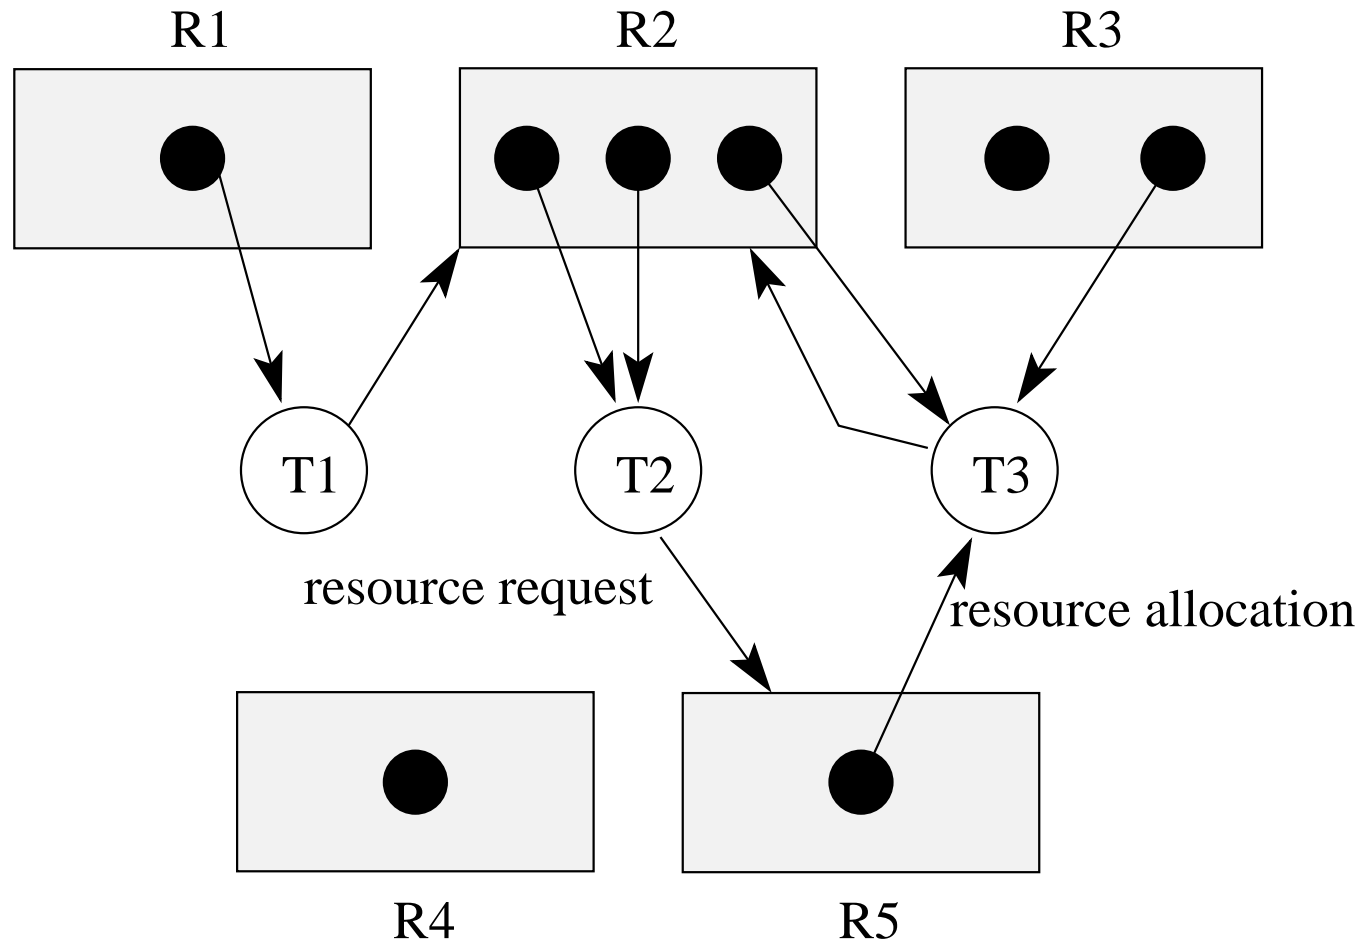 R1
R2
R3
T1
T2
T3
resource request
resource allocation
R4
R5